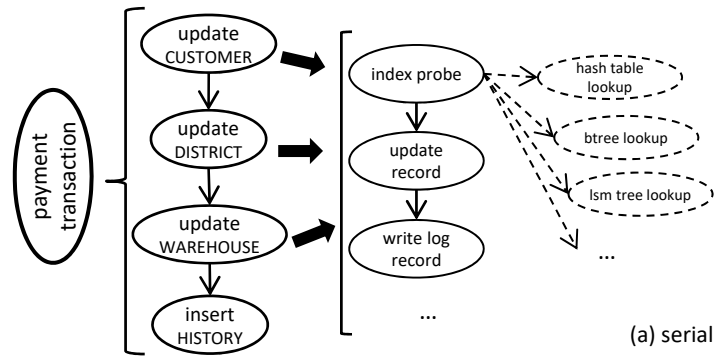 payment
transaction
update
CUSTOMER
update
DISTRICT
update
WAREHOUSE
insert
HISTORY
index probe
update
record
write log
record
...
hash table
lookup
btree lookup
lsm tree lookup
...
(a) serial